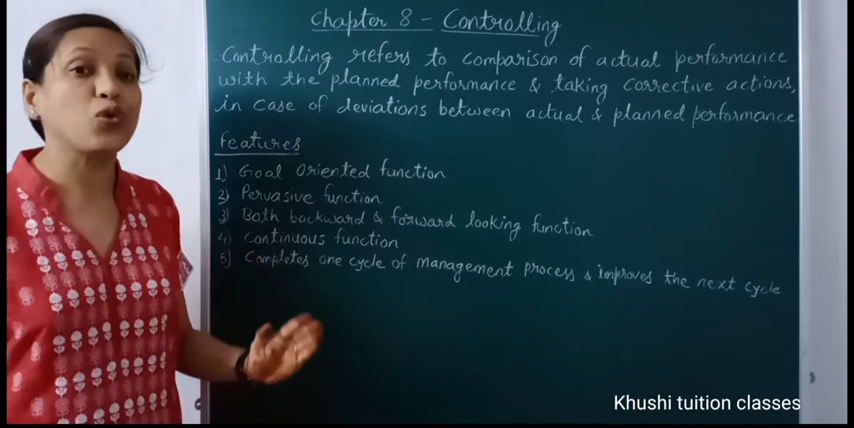 Chapter 8 - Controlling
Controlling refers to comparison of actual performance
with the planned performance & taking corrective actions,
in case of deviations between actual & planned performance
Features
1) Goal Oriented function
2) Pervasive function
3) Both backward & forward looking function
4) Continuous function
5) Completes one cycle of management process & improves the next cycle
Khushi tuition classes